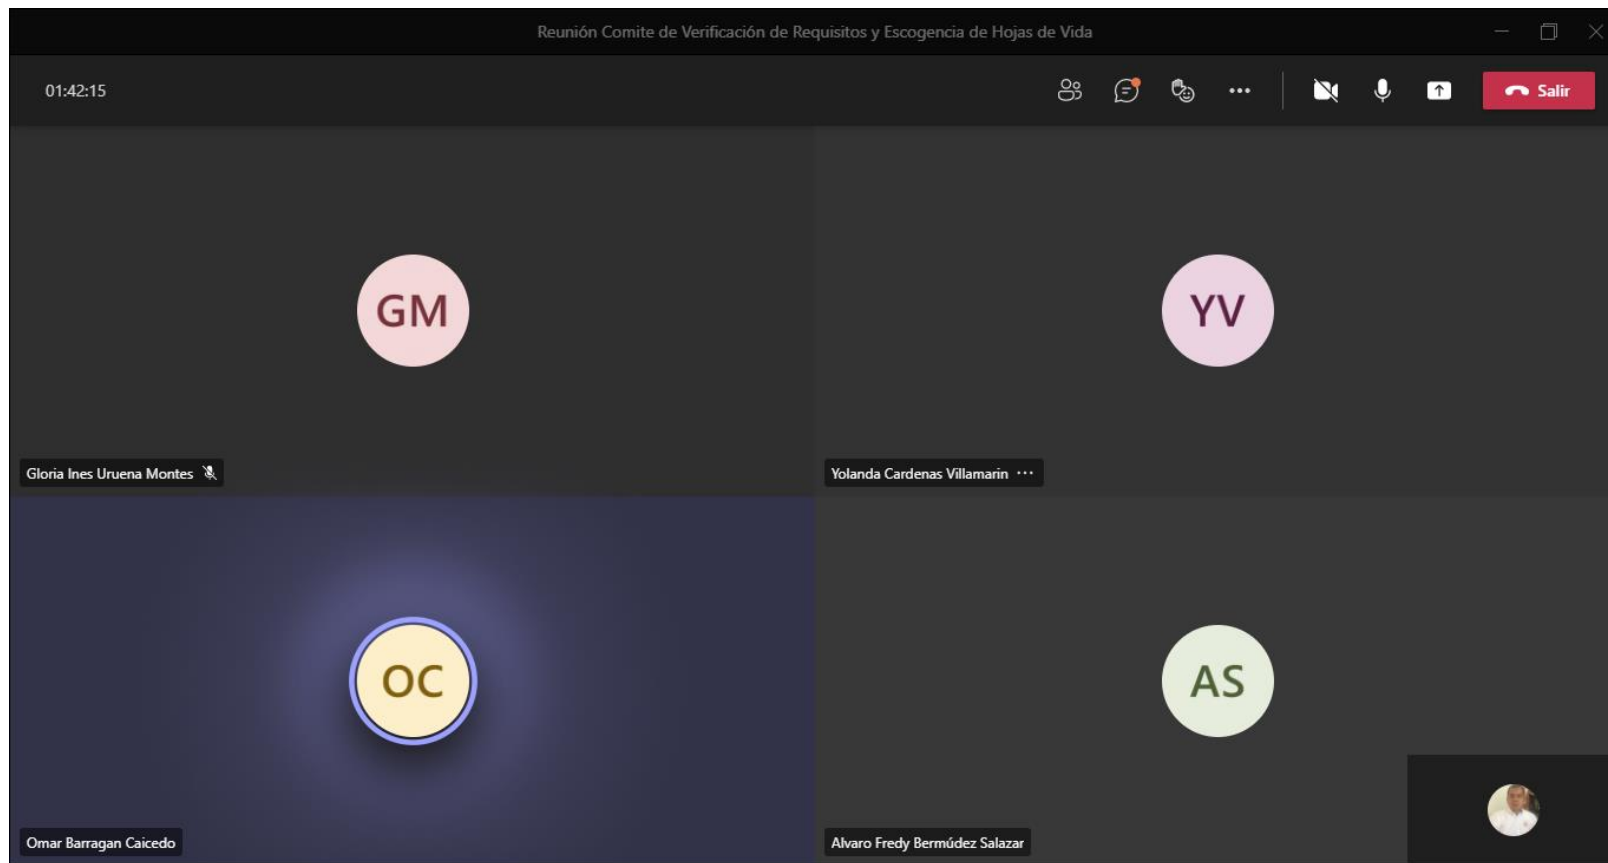 Reunión Comite de Verificación de Requisitos y Escogencia de Hojas de Vida
01:42:15
Salir
GM
YV
Gloria Ines Uruena Montes
Yolanda Cardenas Villamarin
OC
AS
Omar Barragan Caicedo
Alvaro Fredy Bermúdez Salazar